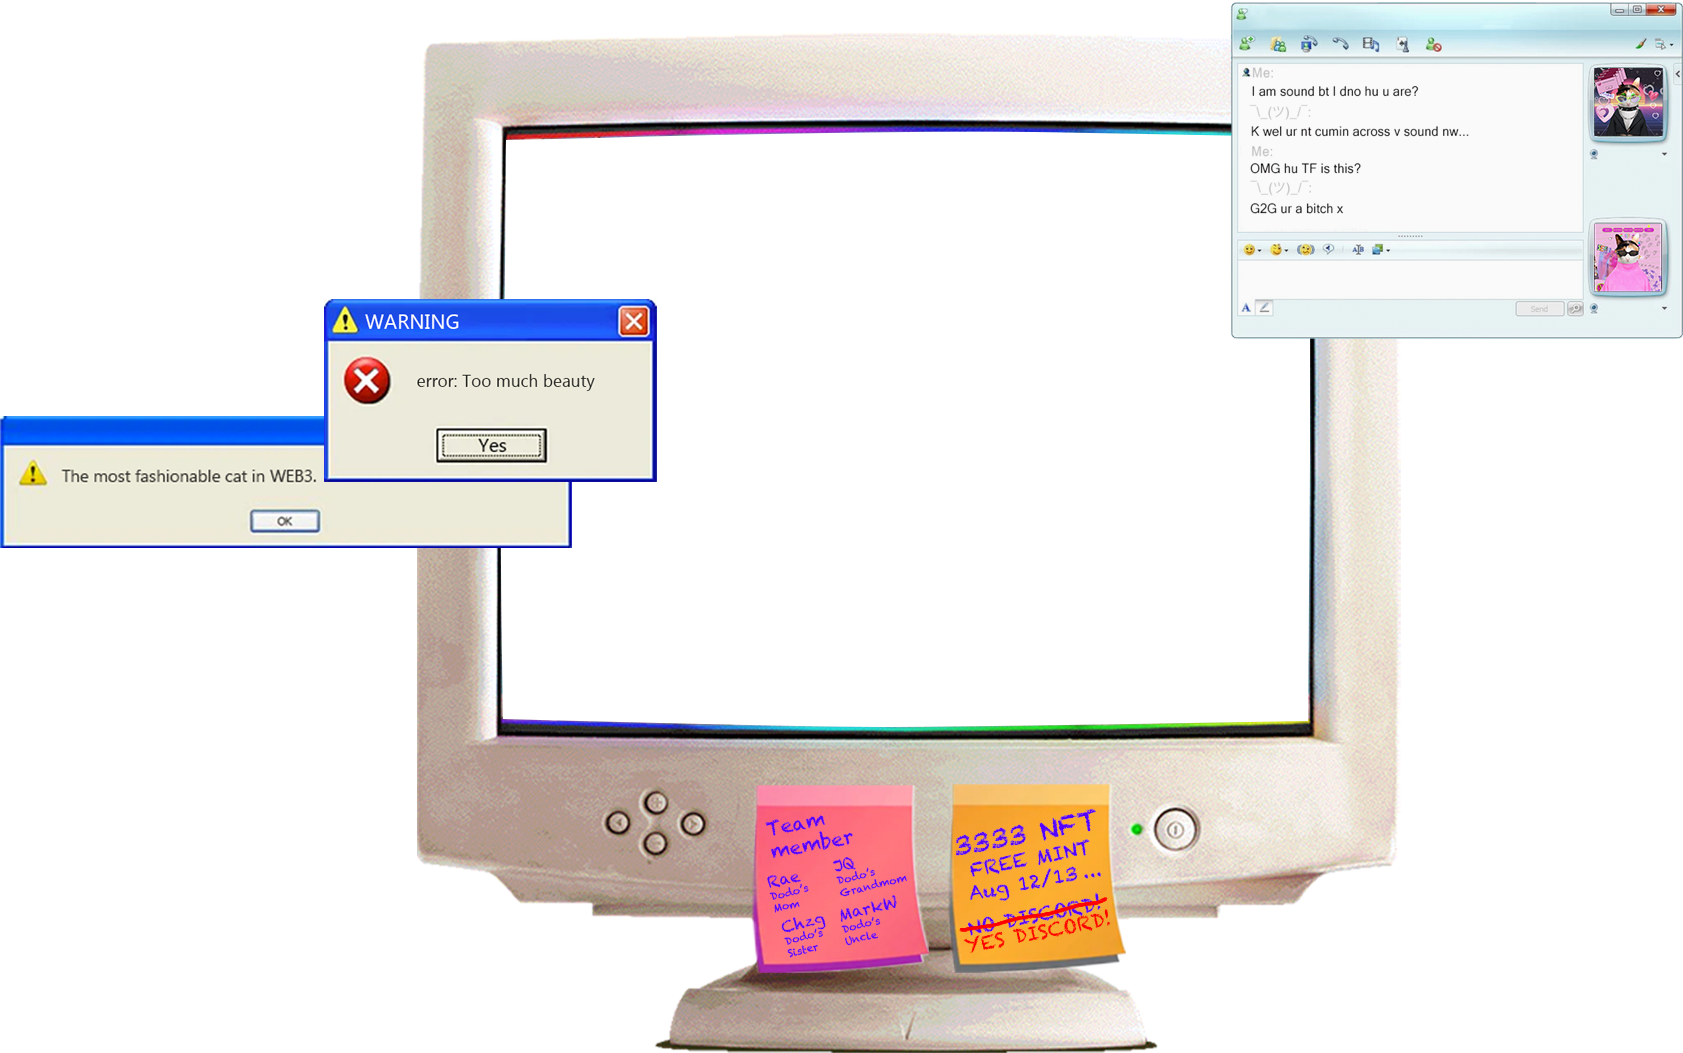 Me:
I am sound bt I dno hu u are?
¯\_(ツ)_/¯:
K wel ur nt cumin across v sound nw...
Me:
OMG hu TF is this?
¯\_(ツ)_/¯:
G2G ur a bitch x
A
Send
WARNING
error: Too much beauty
Yes
The most fashionable cat in WEB3.
OK
Team
member
Rae
Dodo's
Mom
JQ
Dodo's
Grandmom
Chzg
Dodo's
Sister
MarkW
Dodo's
Uncle
3333 NFT
FREE MINT
Aug 12/13...
NO DISCORD!
YES DISCORD!